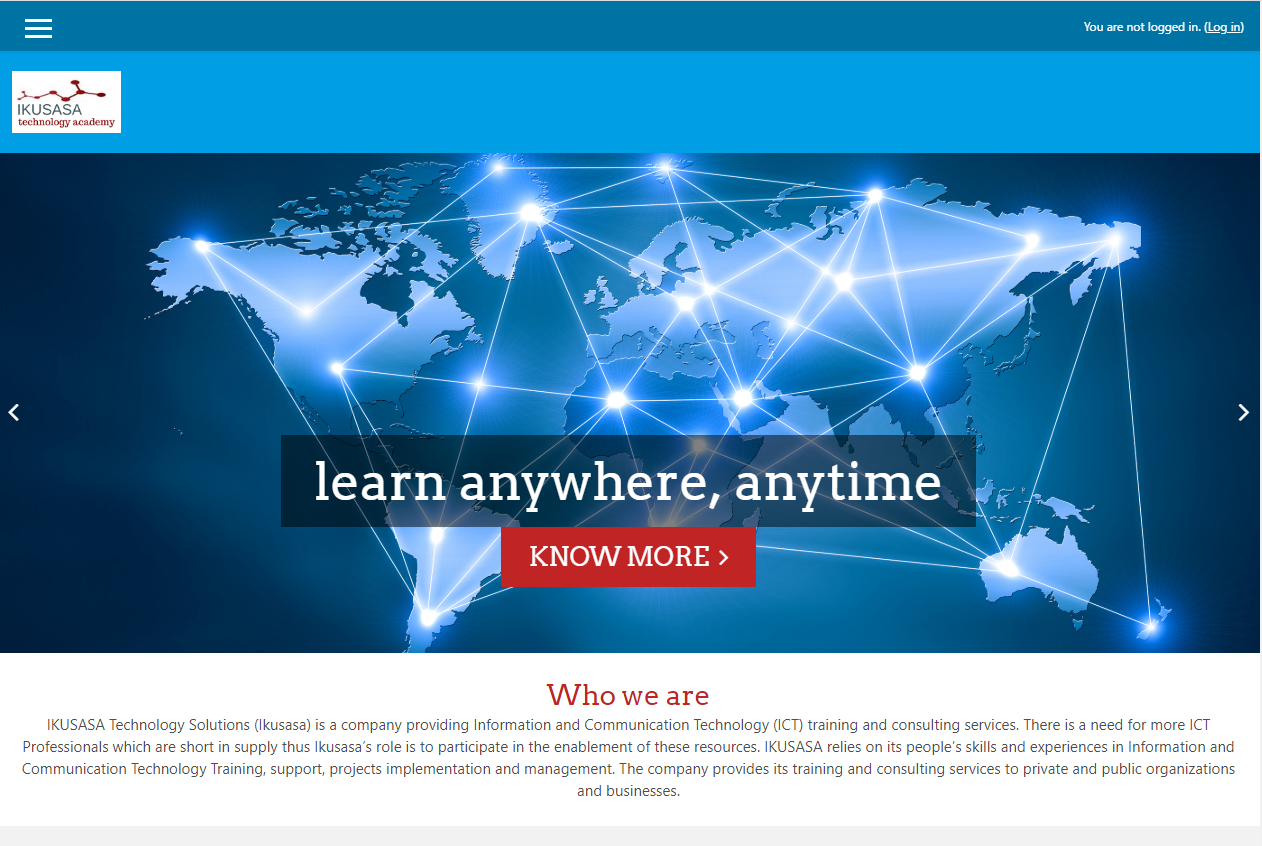 You are not logged in. (Log in)
IKUSASA
technology academy
learn anywhere, anytime
KNOW MORE
Who we are
IKUSASA Technology Solutions (Ikusasa) is a company providing Information and Communication Technology (ICT) training and consulting services. There is a need for more ICT
Professionals which are short in supply thus Ikusasa’s role is to participate in the enablement of these resources. IKUSASA relies on its people’s skills and experiences in Information and
Communication Technology Training, support, projects implementation and management. The company provides its training and consulting services to private and public organizations
and businesses.